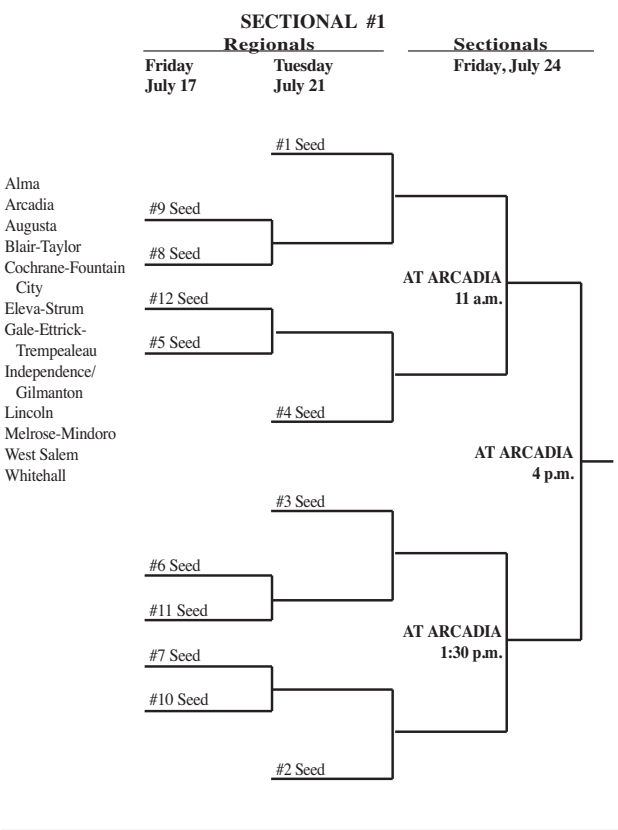 SECTIONAL #1
Regionals
Sectionals
Friday
July 17
Tuesday
July 21
Friday, July 24
Alma
Arcadia
Augusta
Blair-Taylor
Cochrane-Fountain
City
Eleva-Strum
Gale-Ettrick-
Trempealeau
Independence/
Gilmanton
Lincoln
Melrose-Mindoro
West Salem
Whitehall
#1 Seed
#9 Seed
#8 Seed
#12 Seed
#5 Seed
#4 Seed
AT ARCADIA
11 a.m.
AT ARCADIA
4 p.m.
#3 Seed
#6 Seed
#11 Seed
#7 Seed
#10 Seed
#2 Seed
AT ARCADIA
1:30 p.m.